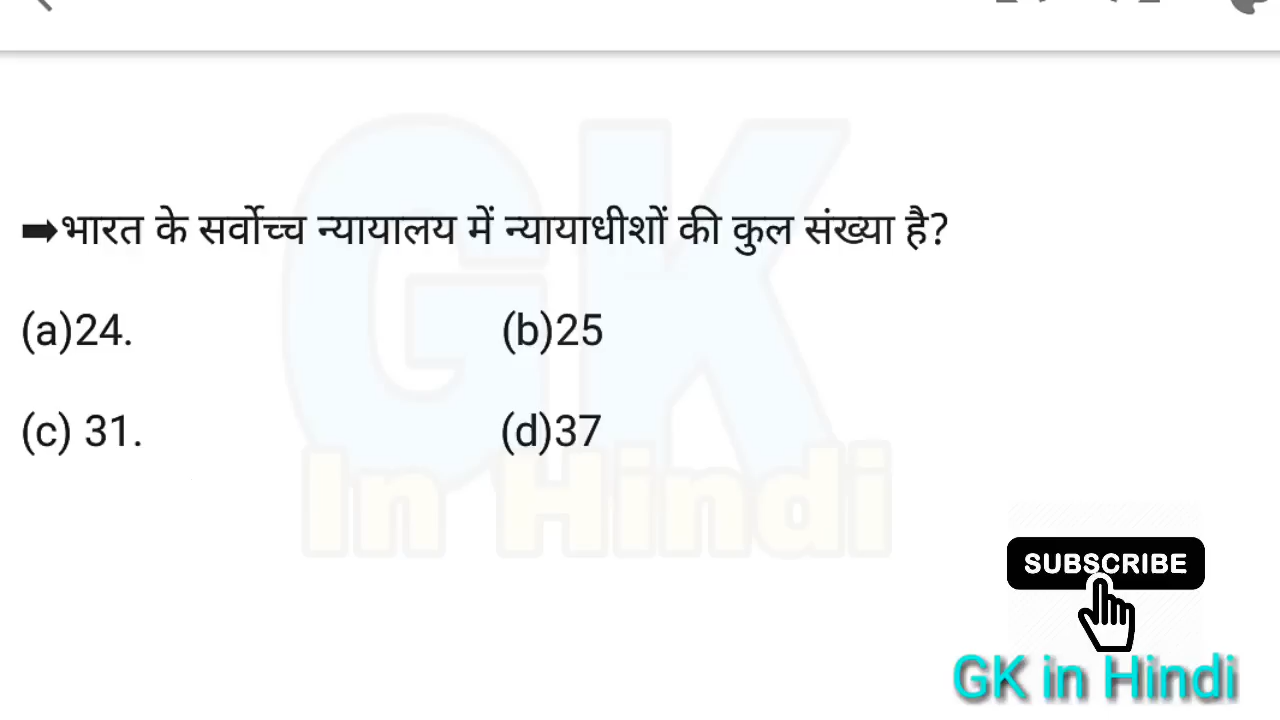 ➡भारत के सर्वोच्च न्यायालय में न्यायाधीशों की कुल संख्या है?
(a)24. (b)25
(c) 31. (d)37
GK
In Hindi
SUBSCRIBE
GK in Hindi